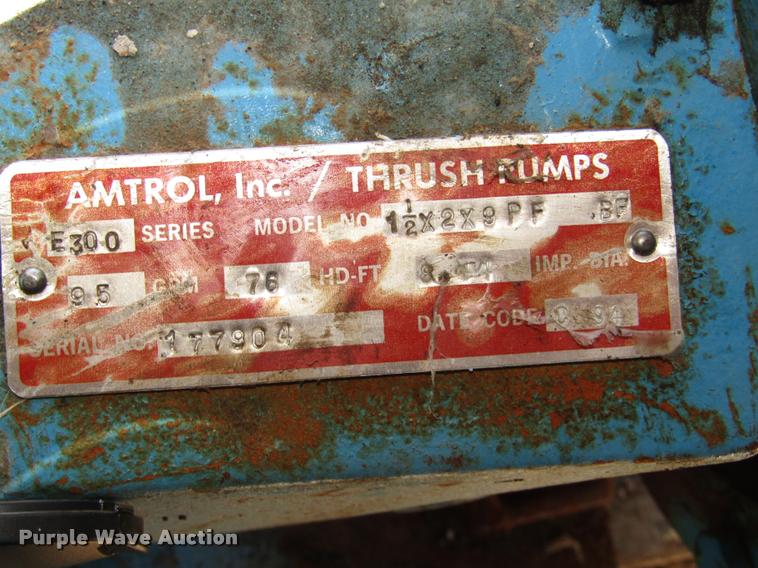 AMTROL, Inc. / THRUSH PUMPS
E300 SERIES MODEL NO 1½X2X9PF BF
95 GPM 76 HD-FT IMP. DIA.
SERIAL NO. 177904 DATE CODE
Purple Wave Auction